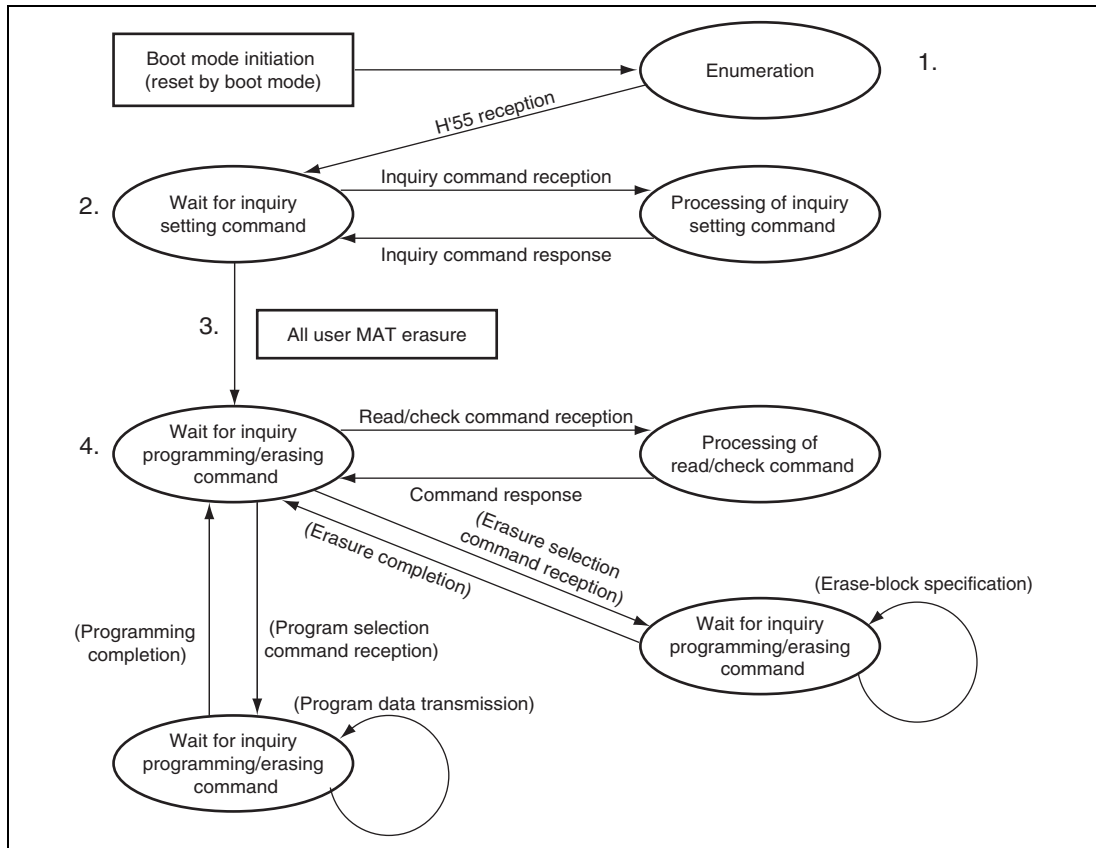 Boot mode initiation
(reset by boot mode)
Enumeration
1.
H'55 reception
2.
Wait for inquiry
setting command
Inquiry command reception
Processing of inquiry
setting command
Inquiry command response
3.
All user MAT erasure
4.
Wait for inquiry
programming/erasing
command
Read/check command reception
Processing of
read/check command
Command response
(Erasure selection
command reception)
(Erasure completion)
(Erase-block specification)
Wait for inquiry
programming/erasing
command
(Programming
completion)
(Program selection
command reception)
(Program data transmission)
Wait for inquiry
programming/erasing
command